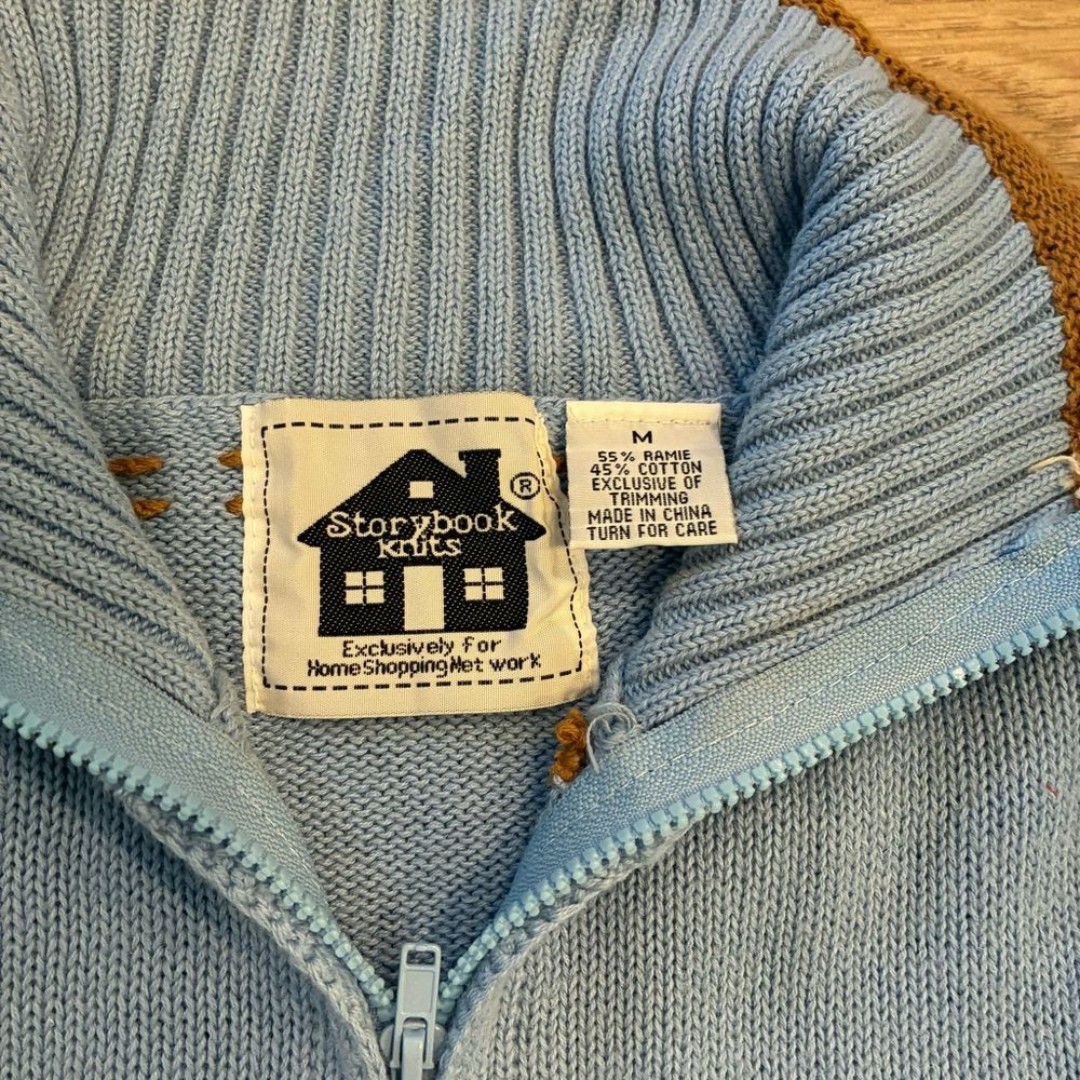 Storybook
Knits
®
Exclusively for
HomeShoppingNetwork
M
55% RAMIE
45% COTTON
EXCLUSIVE OF
TRIMMING
MADE IN CHINA
TURN FOR CARE